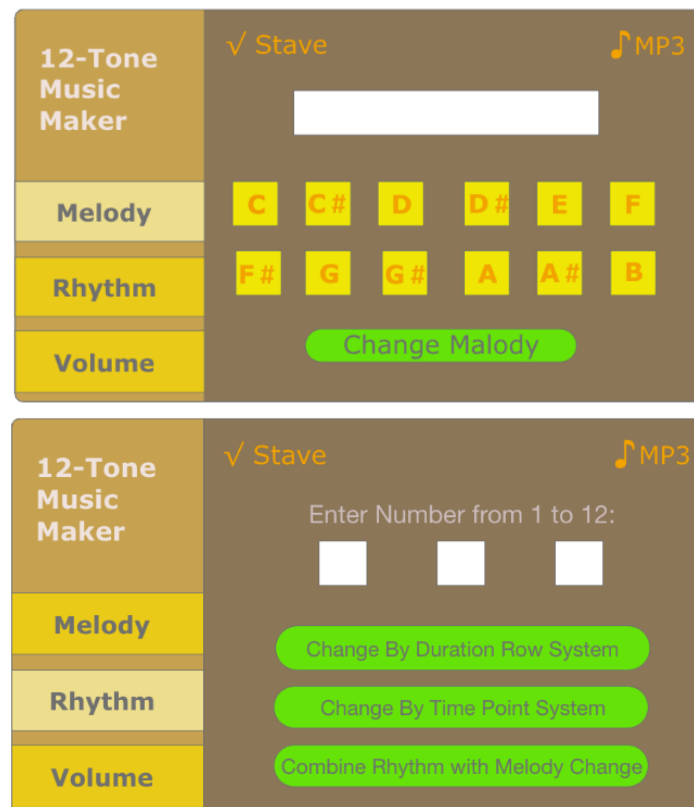 12-Tone
Music
Maker
√ Stave
♪MP3
C C# D D# E F
F# G G# A A# B
Change Malody
Melody
Rhythm
Volume
12-Tone
Music
Maker
√ Stave
♪MP3
Enter Number from 1 to 12:
Change By Duration Row System
Change By Time Point System
Combine Rhythm with Melody Change
Melody
Rhythm
Volume